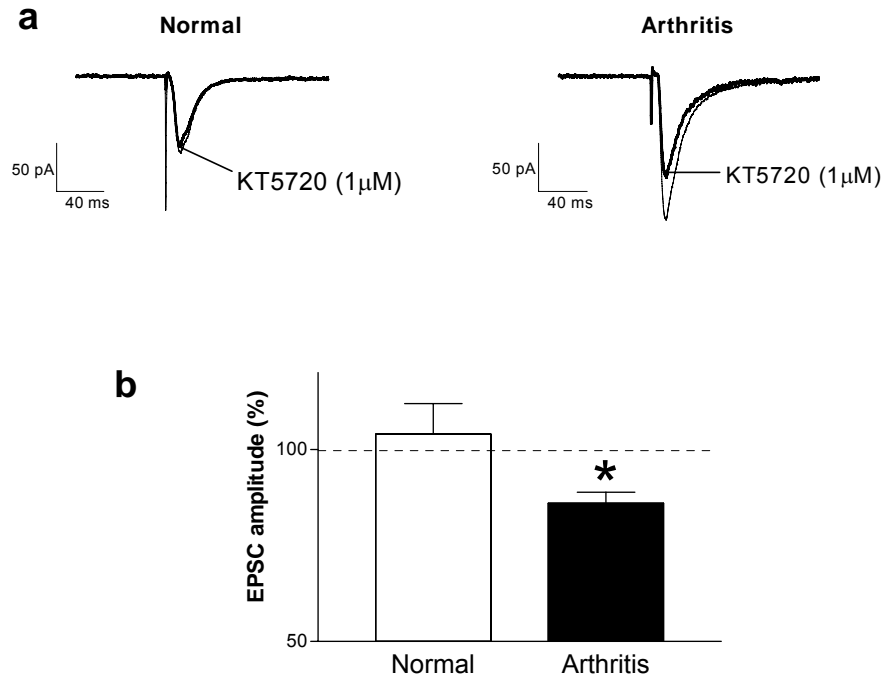 a
Normal
Arthritis
50 pA
40 ms
KT5720 (1µM)
50 pA
40 ms
KT5720 (1µM)
b
EPSC amplitude (%)
100
*
50
Normal
Arthritis